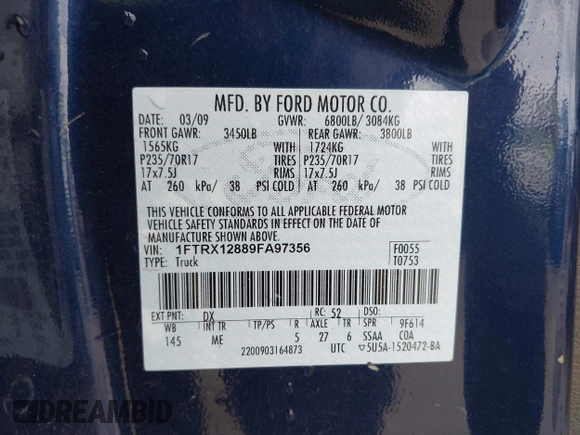 MFD. BY FORD MOTOR CO.
DATE: 03/09 GVWR: 6800LB/ 3084KG
FRONT GAWR: 3450LB REAR GAWR: 3800LB
1565KG 1724KG
P235/70R17 TIRES P235/70R17 TIRES
17x7.5J RIMS 17x7.5J RIMS
AT 260 kPa/ 38 PSI COLD AT 260 kPa/ 38 PSI COLD
THIS VEHICLE CONFORMS TO ALL APPLICABLE FEDERAL MOTOR
VEHICLE SAFETY STANDARDS IN EFFECT ON THE DATE OF
MANUFACTURE SHOWN ABOVE.
VIN: 1FTRX12889FA97356 F0055
TYPE: Truck T0753
EXT PNT: DX RC: 52 DSO:
WB INT TR TP/PS R AXLE TR SPR 9F614
145 ME 5 27 6 SSAA COA
2200903164873 UTC ▽5U5A-1520472-BA
DREAMBID